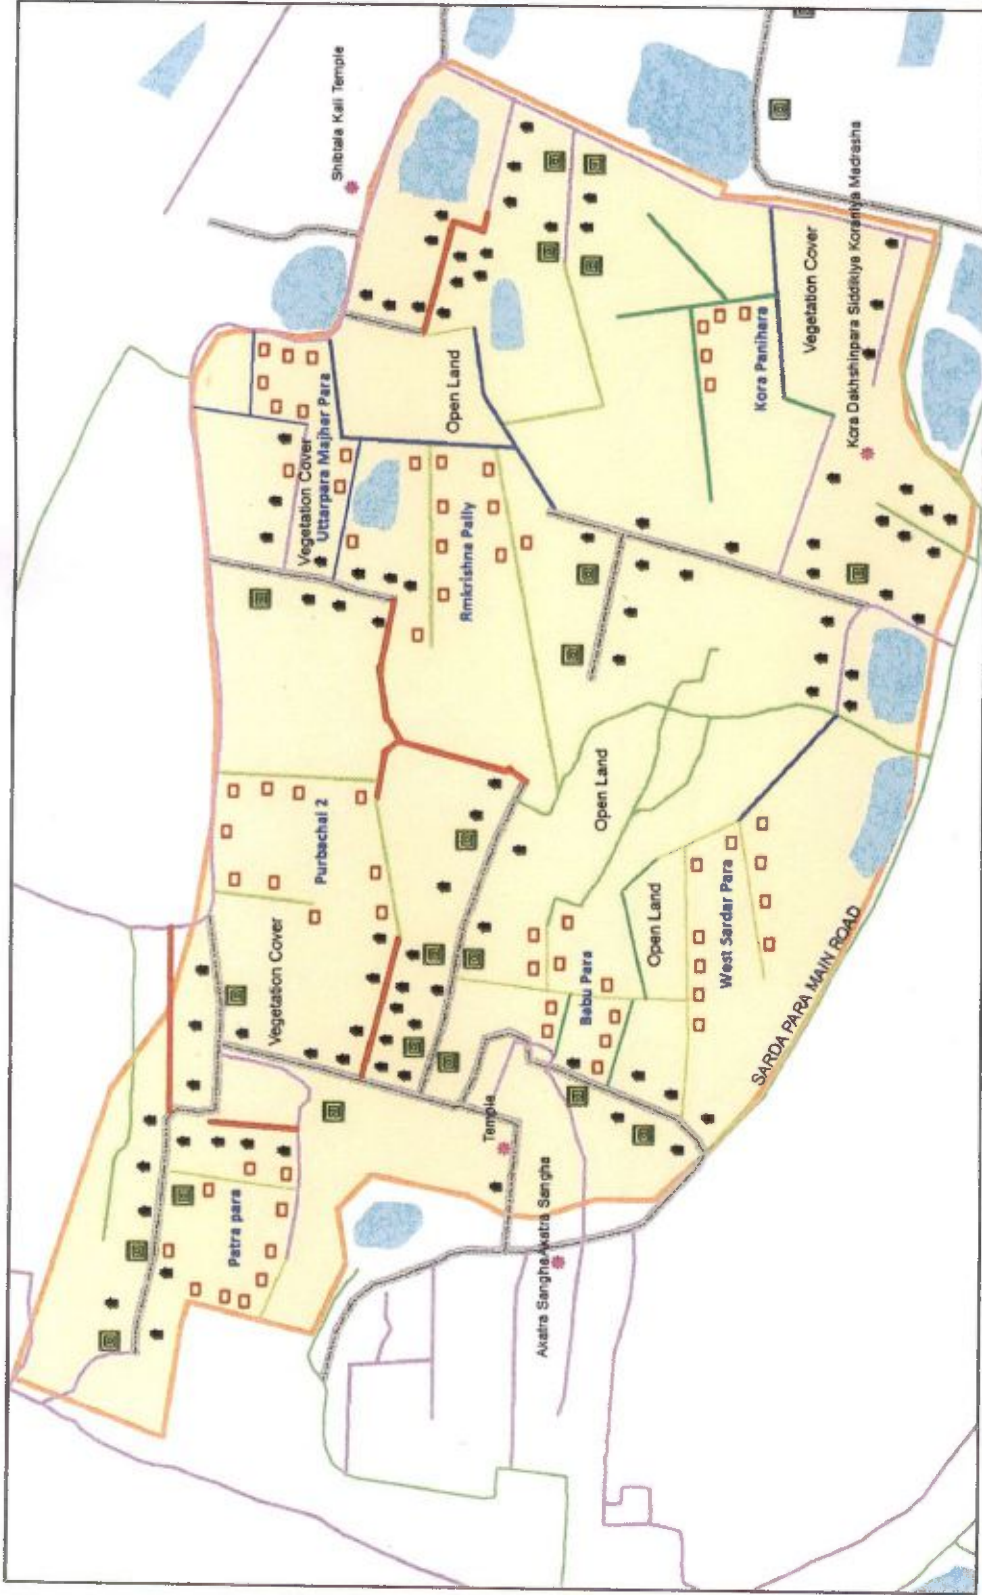 Shibtala Kali Temple
Kora Dakhshinpara Siddikiya Koraniya Madrasha
Vegetation Cover
Kora Panihara
Open Land
Uttarpara Majher Para
Vegetation Cover
Rmkrishna Pally
Purbachal 2
Open Land
Vegetation Cover
Open Land
West Sardar Para
Babu Para
SARDA PARA MAIN ROAD
Temple
Patra para
Akatra Sangha
Akatra Sangha